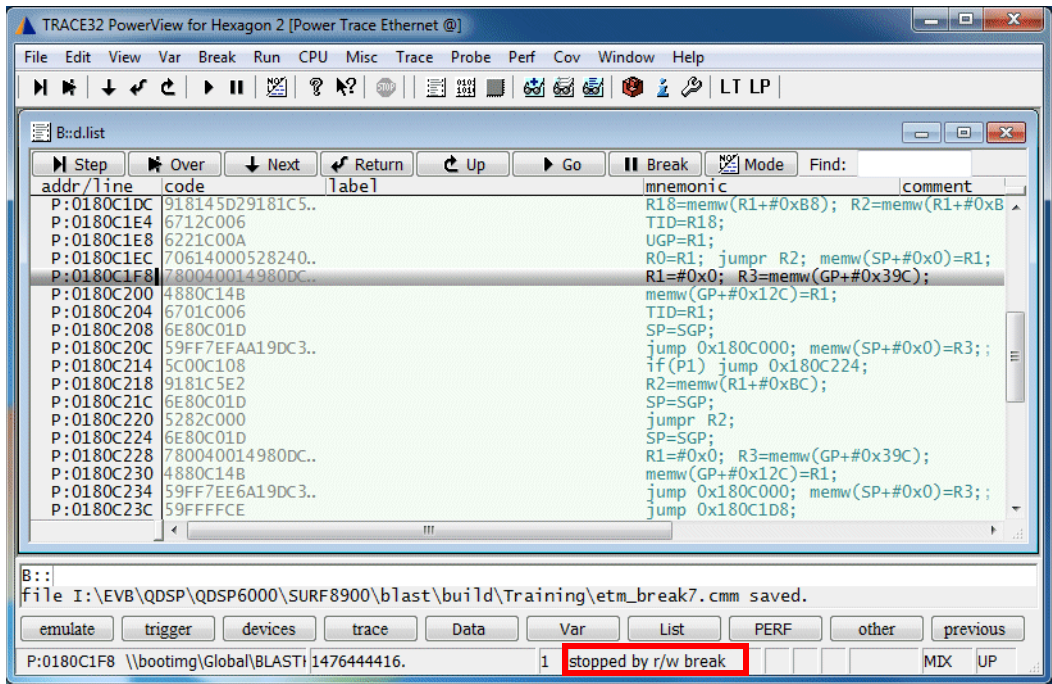 TRACE32 PowerView for Hexagon 2 [Power Trace Ethernet @]
File Edit View Var Break Run CPU Misc Trace Probe Perf Cov Window Help
LT LP
B::d.list
Step Over Next Return Up Go Break Mode Find:
addr/line code label mnemonic comment
P:0180C1DC 918145D29181C5.. R18=memw(R1+#0xB8); R2=memw(R1+#0xB
P:0180C1E4 6712C006 TID=R18;
P:0180C1E8 6221C00A UGP=R1;
P:0180C1EC 70614000528240.. R0=R1; jumpr R2; memw(SP+#0x0)=R1;
P:0180C1F8 780040014980DC.. R1=#0x0; R3=memw(GP+#0x39C);
P:0180C200 4880C14B memw(GP+#0x12C)=R1;
P:0180C204 6701C006 TID=R1;
P:0180C208 6E80C01D SP=SGP;
P:0180C20C 59FF7EFAA19DC3.. jump 0x180C000; memw(SP+#0x0)=R3;;
P:0180C214 5C00C108 if(P1) jump 0x180C224;
P:0180C218 9181C5E2 R2=memw(R1+#0xBC);
P:0180C21C 6E80C01D SP=SGP;
P:0180C220 5282C000 jumpr R2;
P:0180C224 6E80C01D SP=SGP;
P:0180C228 780040014980DC.. R1=#0x0; R3=memw(GP+#0x39C);
P:0180C230 4880C14B memw(GP+#0x12C)=R1;
P:0180C234 59FF7EE6A19DC3.. jump 0x180C000; memw(SP+#0x0)=R3;;
P:0180C23C 59FFFFCE jump 0x180C1D8;
B::
file I:\EVB\QDSP\QDSP6000\SURF8900\blast\build\Training\etm_break7.cmm saved.
emulate trigger devices trace Data Var List PERF other previous
P:0180C1F8 \\bootimg\Global\BLASTH 1476444416. 1 stopped by r/w break MIX UP